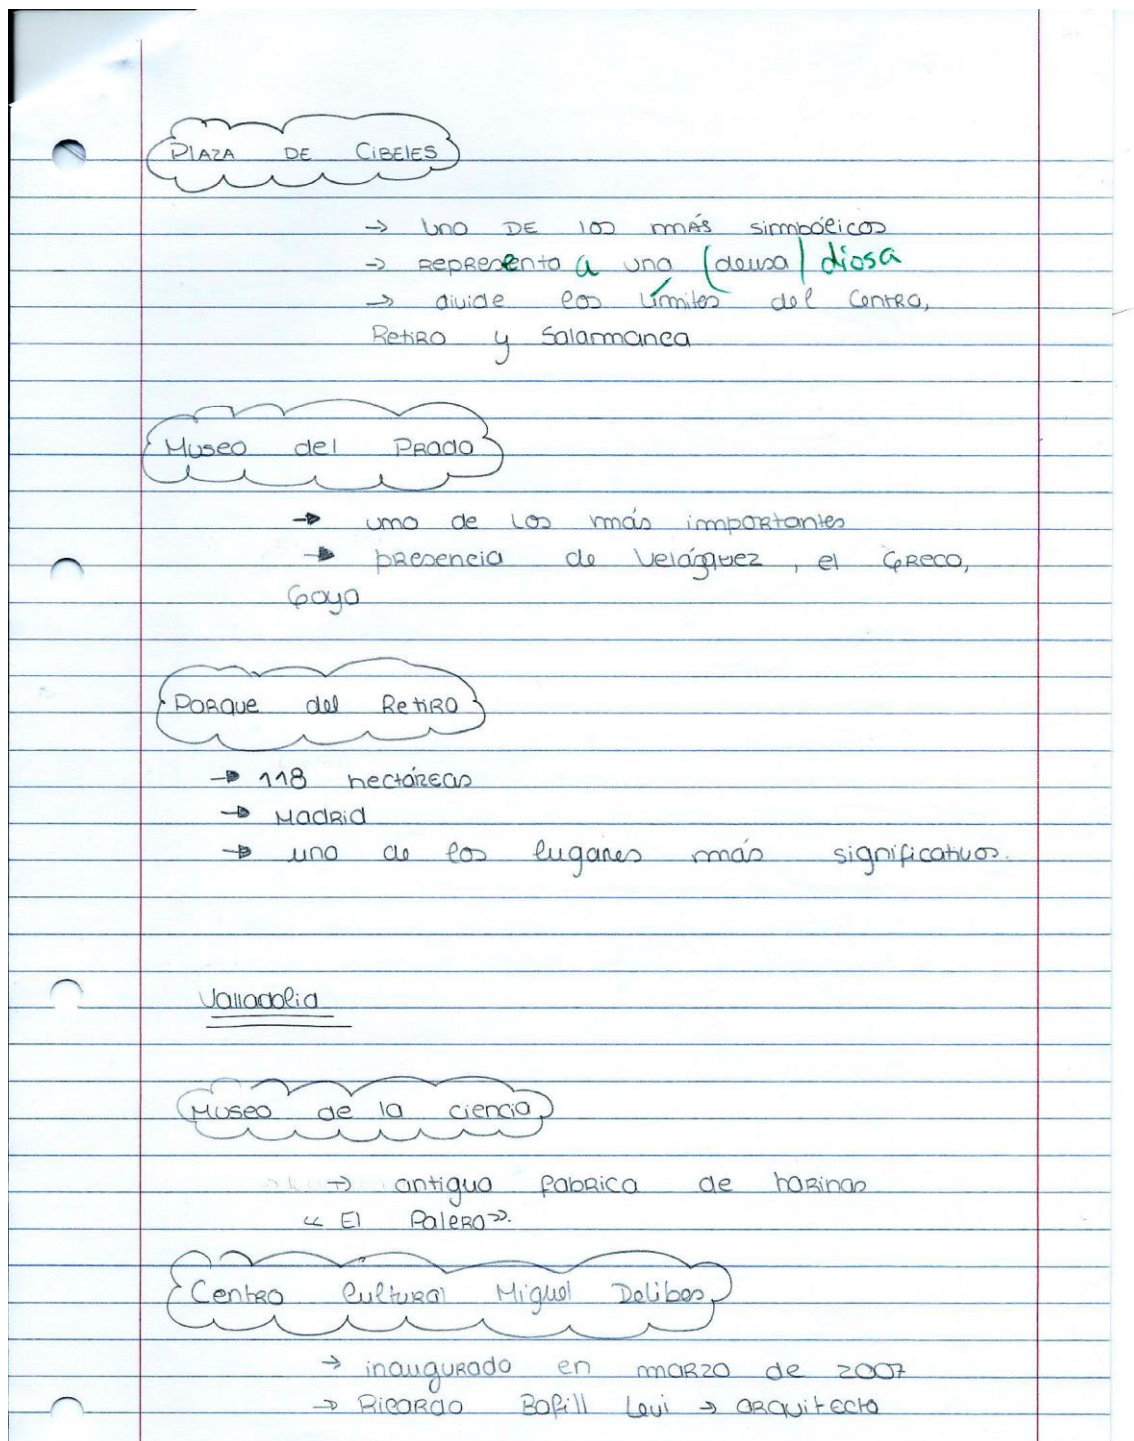 PLAZA DE CIBELES
→ uno DE los más simbólicos
→ representa a una (deusa) diosa
→ divide los límites del Centro,
Retiro y Salamanca
Museo del Prado
→ uno de los más importantes
→ presencia de Velázquez, el Greco,
Goya
Parque del Retiro
→ 118 hectáreas
→ Madrid
→ uno de los lugares más significativos.
Valladolid
Museo de la ciencia
→ antigua fabrica de harinas
« El Palero».
Centro Cultural Miguel Delibes
→ inaugurado en marzo de 2007
→ Ricardo Bofill Levi → arquitecto